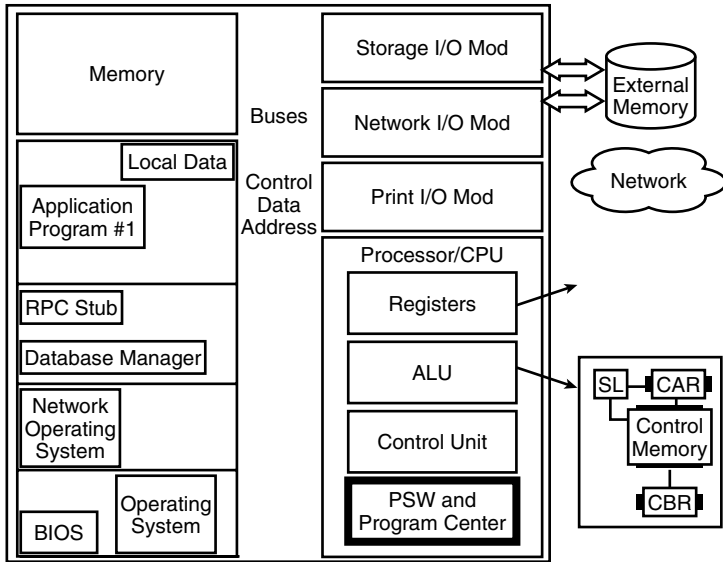 Memory
Local Data
Application
Program #1
RPC Stub
Database Manager
Network
Operating
System
Operating
System
BIOS
Buses
Control
Data
Address
Storage I/O Mod
Network I/O Mod
Print I/O Mod
Processor/CPU
Registers
ALU
Control Unit
PSW and
Program Center
External
Memory
Network
SL
CAR
Control
Memory
CBR